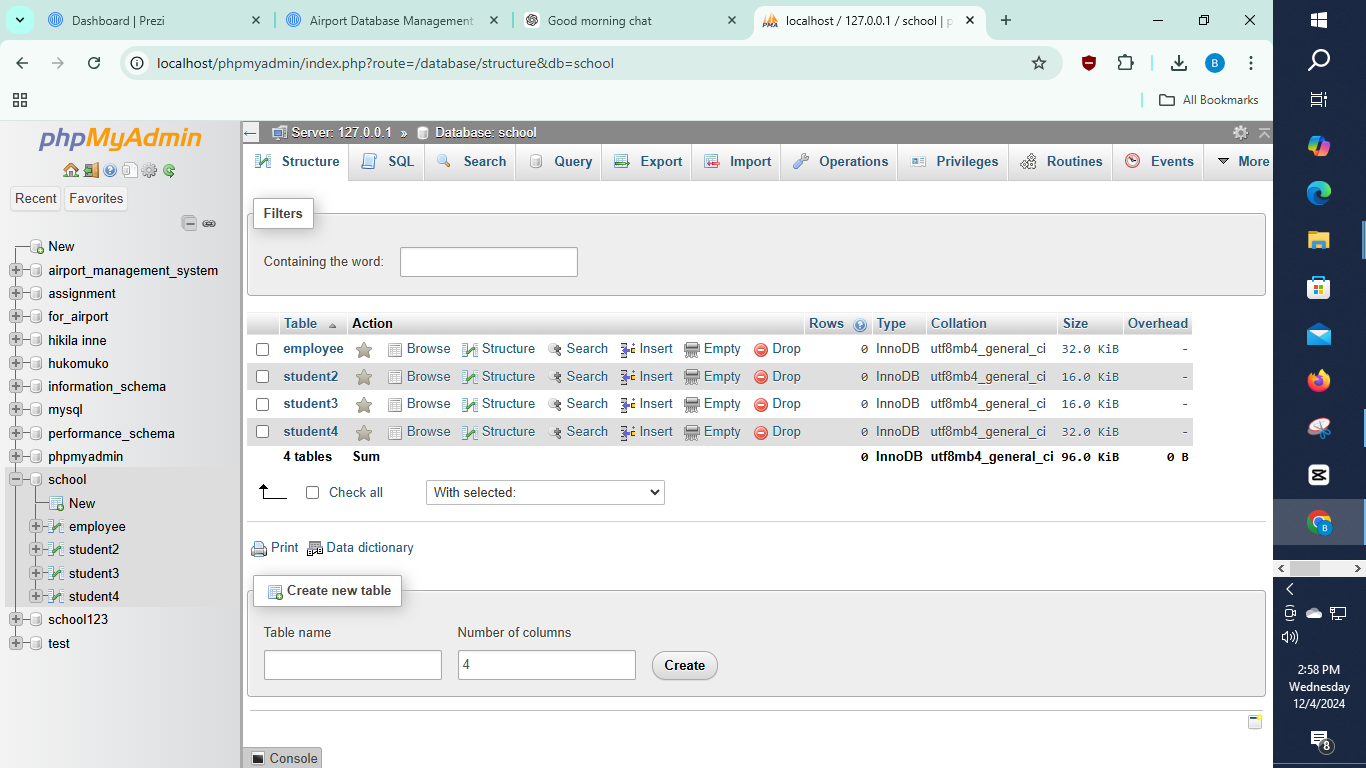 Dashboard | Prezi
Airport Database Management
Good morning chat
localhost / 127.0.0.1 / school | p
localhost/phpmyadmin/index.php?route=/database/structure&db=school
B
All Bookmarks
phpMyAdmin
Recent Favorites
New
airport_management_system
assignment
for_airport
hikila inne
hukomuko
information_schema
mysql
performance_schema
phpmyadmin
school
New
employee
student2
student3
student4
school123
test
Server: 127.0.0.1 » Database: school
Structure SQL Search Query Export Import Operations Privileges Routines Events More
Filters
Containing the word:
Table Action Rows Type Collation Size Overhead
employee Browse Structure Search Insert Empty Drop 0 InnoDB utf8mb4_general_ci 32.0 KiB -
student2 Browse Structure Search Insert Empty Drop 0 InnoDB utf8mb4_general_ci 16.0 KiB -
student3 Browse Structure Search Insert Empty Drop 0 InnoDB utf8mb4_general_ci 16.0 KiB -
student4 Browse Structure Search Insert Empty Drop 0 InnoDB utf8mb4_general_ci 32.0 KiB -
4 tables Sum 0 InnoDB utf8mb4_general_ci 96.0 KiB 0 B
Check all With selected:
Print Data dictionary
Create new table
Table name Number of columns
4 Create
Console
B
2:58 PM
Wednesday
12/4/2024
8